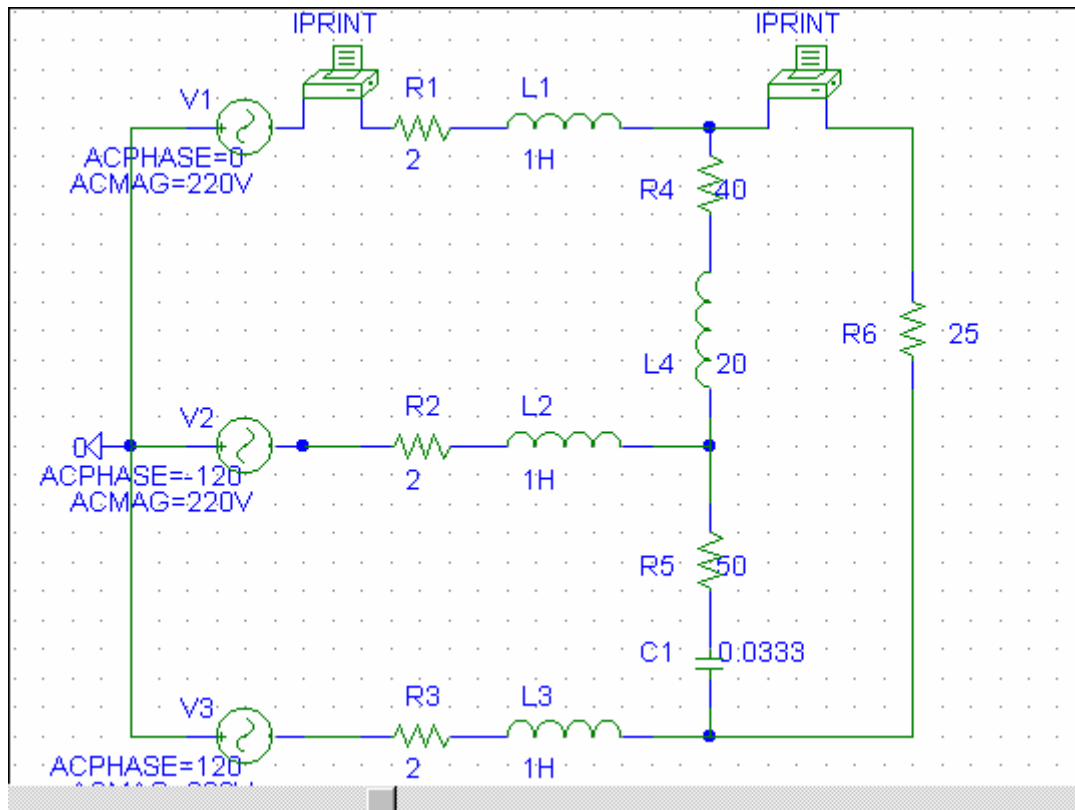 IPRINT
IPRINT
V1
R1
L1
ACPHASE=0
ACMAG=220V
2
1H
R4
40
L4
20
R6
25
V2
R2
L2
0
ACPHASE=-120
ACMAG=220V
2
1H
R5
50
C1
0.0333
V3
R3
L3
ACPHASE=120
2
1H